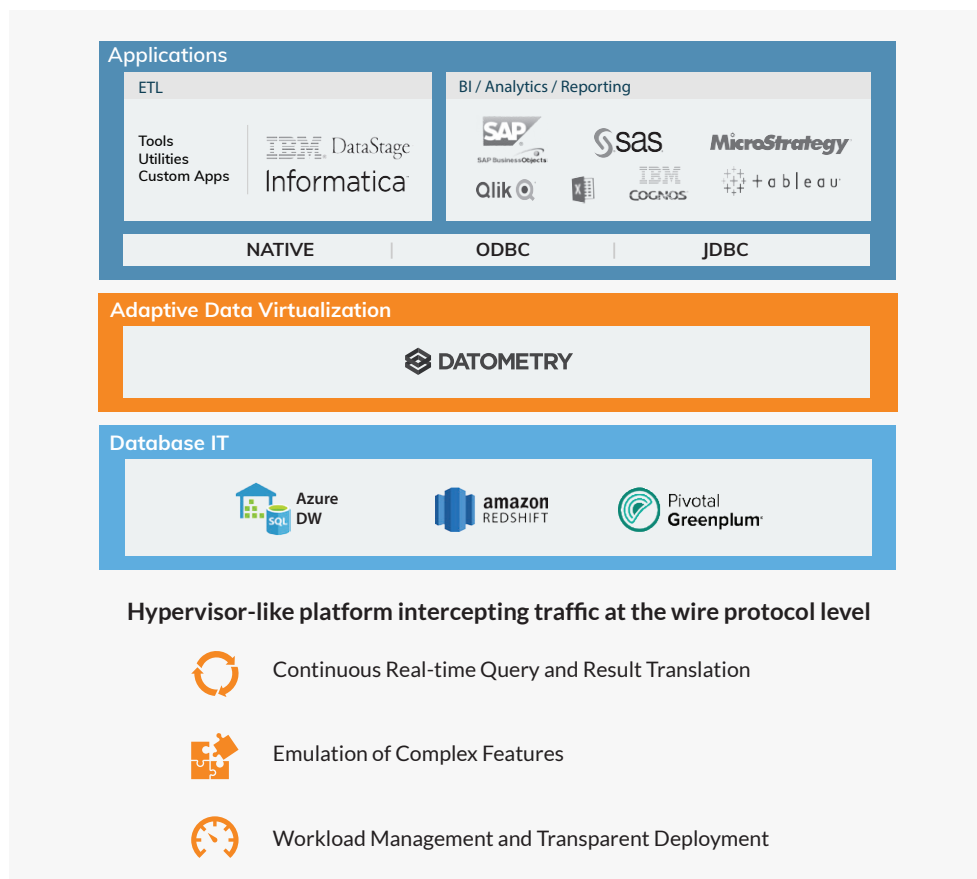 Applications
ETL
Tools
Utilities
Custom Apps
IBM. DataStage
Informatica
BI / Analytics / Reporting
SAP
SAP BusinessObjects
sas
MicroStrategy
Qlik
X
IBM
COGNOS
+ a b l e a u
NATIVE | ODBC | JDBC
Adaptive Data Virtualization
DATOMETRY
Database IT
SQL
Azure
DW
amazon
REDSHIFT
Pivotal
Greenplum
Hypervisor-like platform intercepting traffic at the wire protocol level
Continuous Real-time Query and Result Translation
Emulation of Complex Features
Workload Management and Transparent Deployment